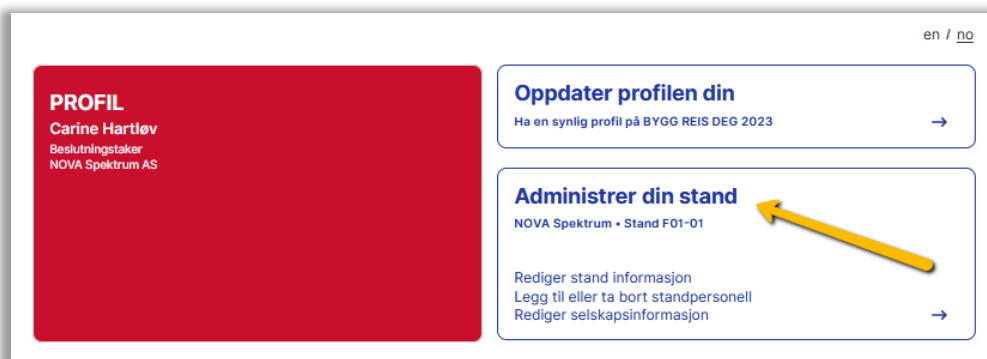 en / no
PROFIL
Carine Hartløv
Beslutningstaker
NOVA Spektrum AS
Oppdater profilen din
Ha en synlig profil på BYGG REIS DEG 2023
Administrer din stand
NOVA Spektrum • Stand F01-01
Rediger stand informasjon
Legg til eller ta bort standpersonell
Rediger selskapsinformasjon